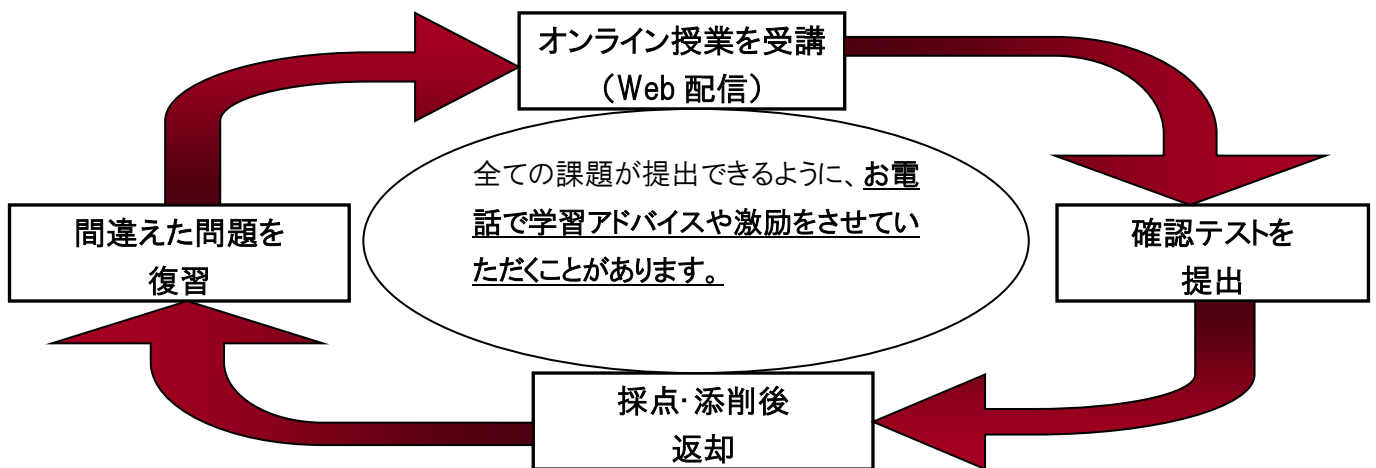 オンライン授業を受講
（Web 配信）
全ての課題が提出できるように、お電
話で学習アドバイスや激励をさせてい
ただくことがあります。
間違えた問題を
復習
確認テストを
提出
採点・添削後
返却